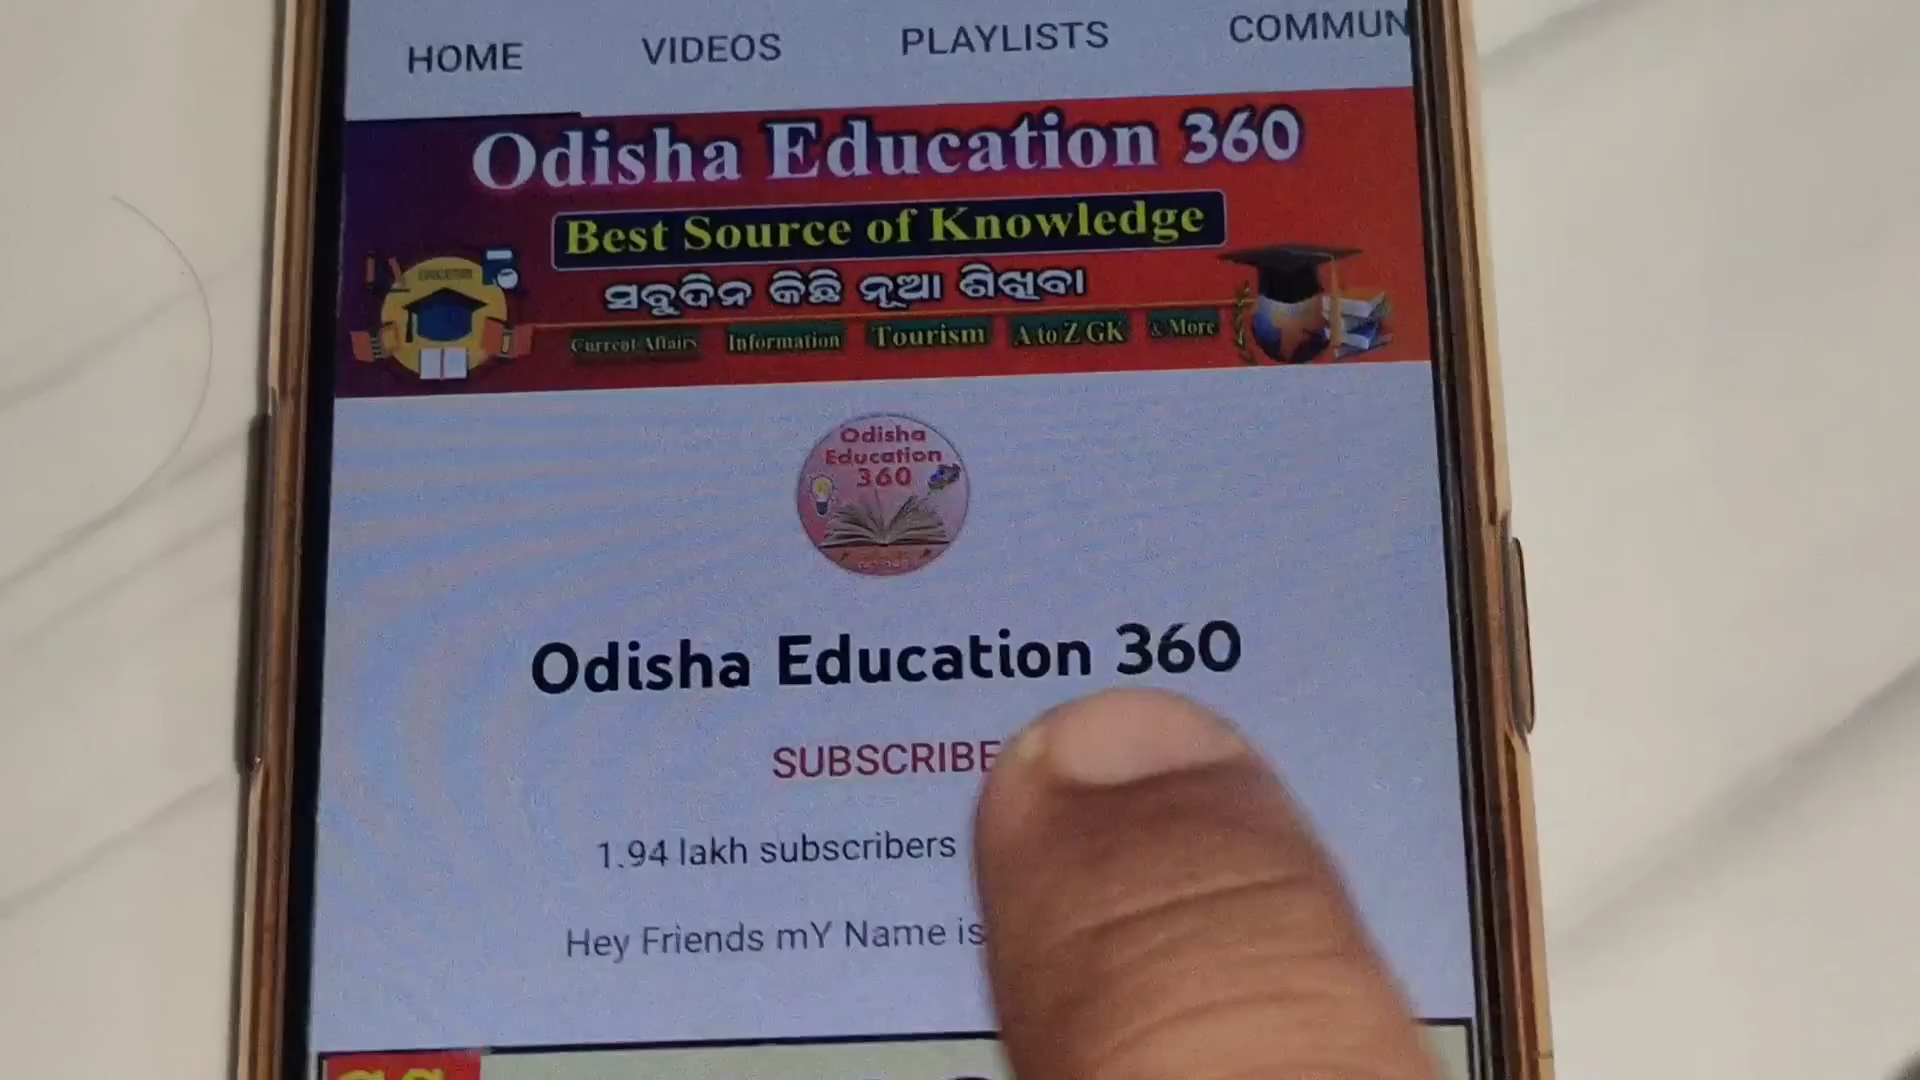 HOME VIDEOS PLAYLISTS COMMUN
Odisha Education 360
Best Source of Knowledge
ସବୁଦିନ କିଛି ନୂଆ ଶିଖିବା
Current Affairs Information Tourism A to Z GK & More
EDUCATION
Odisha
Education
360
Odisha Education 360
SUBSCRIBE
1.94 lakh subscribers
Hey Friends mY Name is